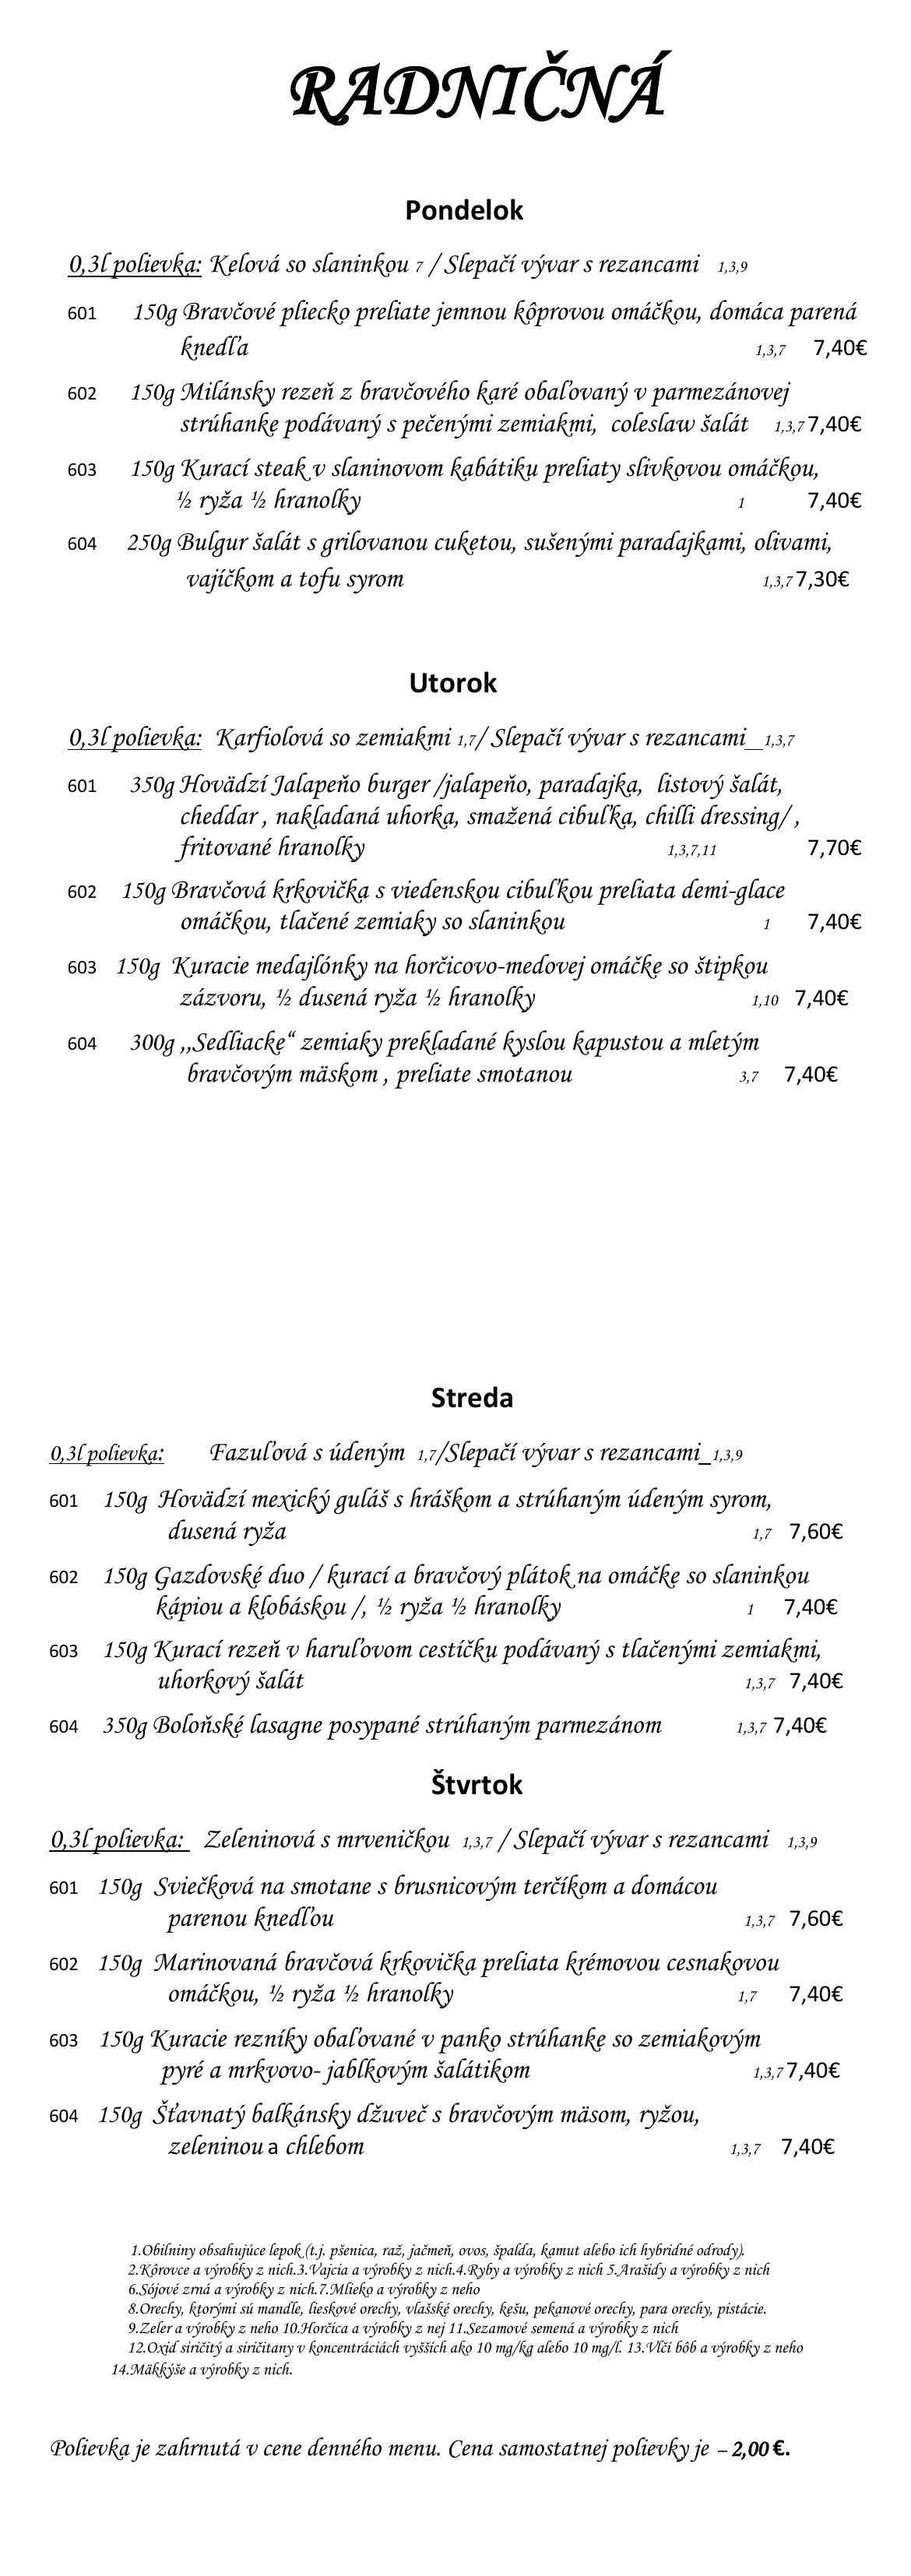 RADNIČNÁ
Pondelok
0,3l polievka: Kelová so slaninkou 7 / Slepačí vývar s rezancami 1,3,9
601 150g Bravčové pliecko preliate jemnou kôprovou omáčkou, domáca parená
knedľa 1,3,7 7,40€
602 150g Milánsky rezeň z bravčového karé obaľovaný v parmezánovej
strúhanke podávaný s pečenými zemiakmi, coleslaw šalát 1,3,7 7,40€
603 150g Kurací steak v slaninovom kabátiku preliaty slivkovou omáčkou,
½ ryža ½ hranolky 1 7,40€
604 250g Bulgur šalát s grilovanou cuketou, sušenými paradajkami, olivami,
vajíčkom a tofu syrom 1,3,7 7,30€
Utorok
0,3l polievka: Karfiolová so zemiakmi 1,7/ Slepačí vývar s rezancami_ 1,3,7
601 350g Hovädzí Jalapeňo burger /jalapeňo, paradajka, listový šalát,
cheddar , nakladaná uhorka, smažená cibuľka, chilli dressing/ ,
fritované hranolky 1,3,7,11 7,70€
602 150g Bravčová krkovička s viedenskou cibuľkou preliata demi-glace
omáčkou, tlačené zemiaky so slaninkou 1 7,40€
603 150g Kuracie medajlónky na horčicovo-medovej omáčke so štipkou
zázvoru, ½ dusená ryža ½ hranolky 1,10 7,40€
604 300g ,,Sedliacke“ zemiaky prekladané kyslou kapustou a mletým
bravčovým mäskom , preliate smotanou 3,7 7,40€
Streda
0,3l polievka: Fazuľová s údeným 1,7/Slepačí vývar s rezancami_1,3,9
601 150g Hovädzí mexický guláš s hráškom a strúhaným údeným syrom,
dusená ryža 1,7 7,60€
602 150g Gazdovské duo / kurací a bravčový plátok na omáčke so slaninkou
kápiou a klobáskou /, ½ ryža ½ hranolky 1 7,40€
603 150g Kurací rezeň v haruľovom cestíčku podávaný s tlačenými zemiakmi,
uhorkový šalát 1,3,7 7,40€
604 350g Boloňské lasagne posypané strúhaným parmezánom 1,3,7 7,40€
Štvrtok
0,3l polievka: Zeleninová s mrveničkou 1,3,7 / Slepačí vývar s rezancami 1,3,9
601 150g Sviečková na smotane s brusnicovým terčíkom a domácou
parenou knedľou 1,3,7 7,60€
602 150g Marinovaná bravčová krkovička preliata krémovou cesnakovou
omáčkou, ½ ryža ½ hranolky 1,7 7,40€
603 150g Kuracie rezníky obaľované v panko strúhanke so zemiakovým
pyré a mrkvovo- jablkovým šalátikom 1,3,7 7,40€
604 150g Šťavnatý balkánsky džuveč s bravčovým mäsom, ryžou,
zeleninou a chlebom 1,3,7 7,40€
1.Obilniny obsahujúce lepok (t.j. pšenica, raž, jačmeň, ovos, špalda, kamut alebo ich hybridné odrody).
2.Kôrovce a výrobky z nich.3.Vajcia a výrobky z nich.4.Ryby a výrobky z nich 5.Arašidy a výrobky z nich
6.Sójové zrná a výrobky z nich.7.Mlieko a výrobky z neho
8.Orechy, ktorými sú mandle, lieskové orechy, vlašské orechy, kešu, pekanové orechy, para orechy, pistácie.
9.Zeler a výrobky z neho 10.Horčica a výrobky z nej 11.Sezamové semená a výrobky z nich
12.Oxid siričitý a siričitany v koncentráciách vyšších ako 10 mg/kg alebo 10 mg/l. 13.Vlčí bôb a výrobky z neho
14.Mäkkýše a výrobky z nich.
Polievka je zahrnutá v cene denného menu. Cena samostatnej polievky je – 2,00 €.